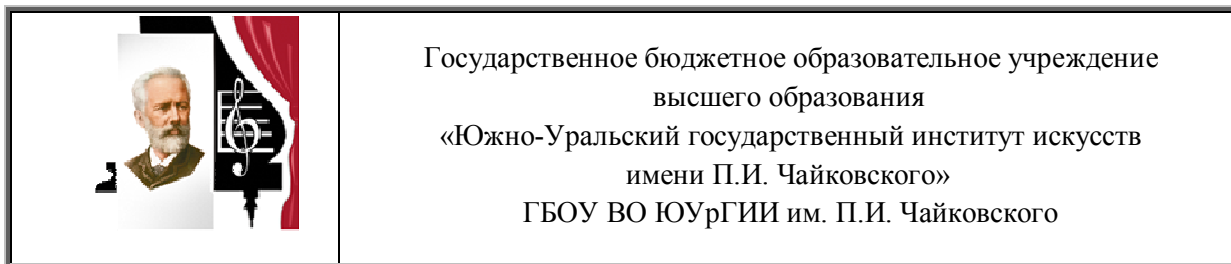 Государственное бюджетное образовательное учреждение
высшего образования
«Южно-Уральский государственный институт искусств
имени П.И. Чайковского»
ГБОУ ВО ЮУрГИИ им. П.И. Чайковского